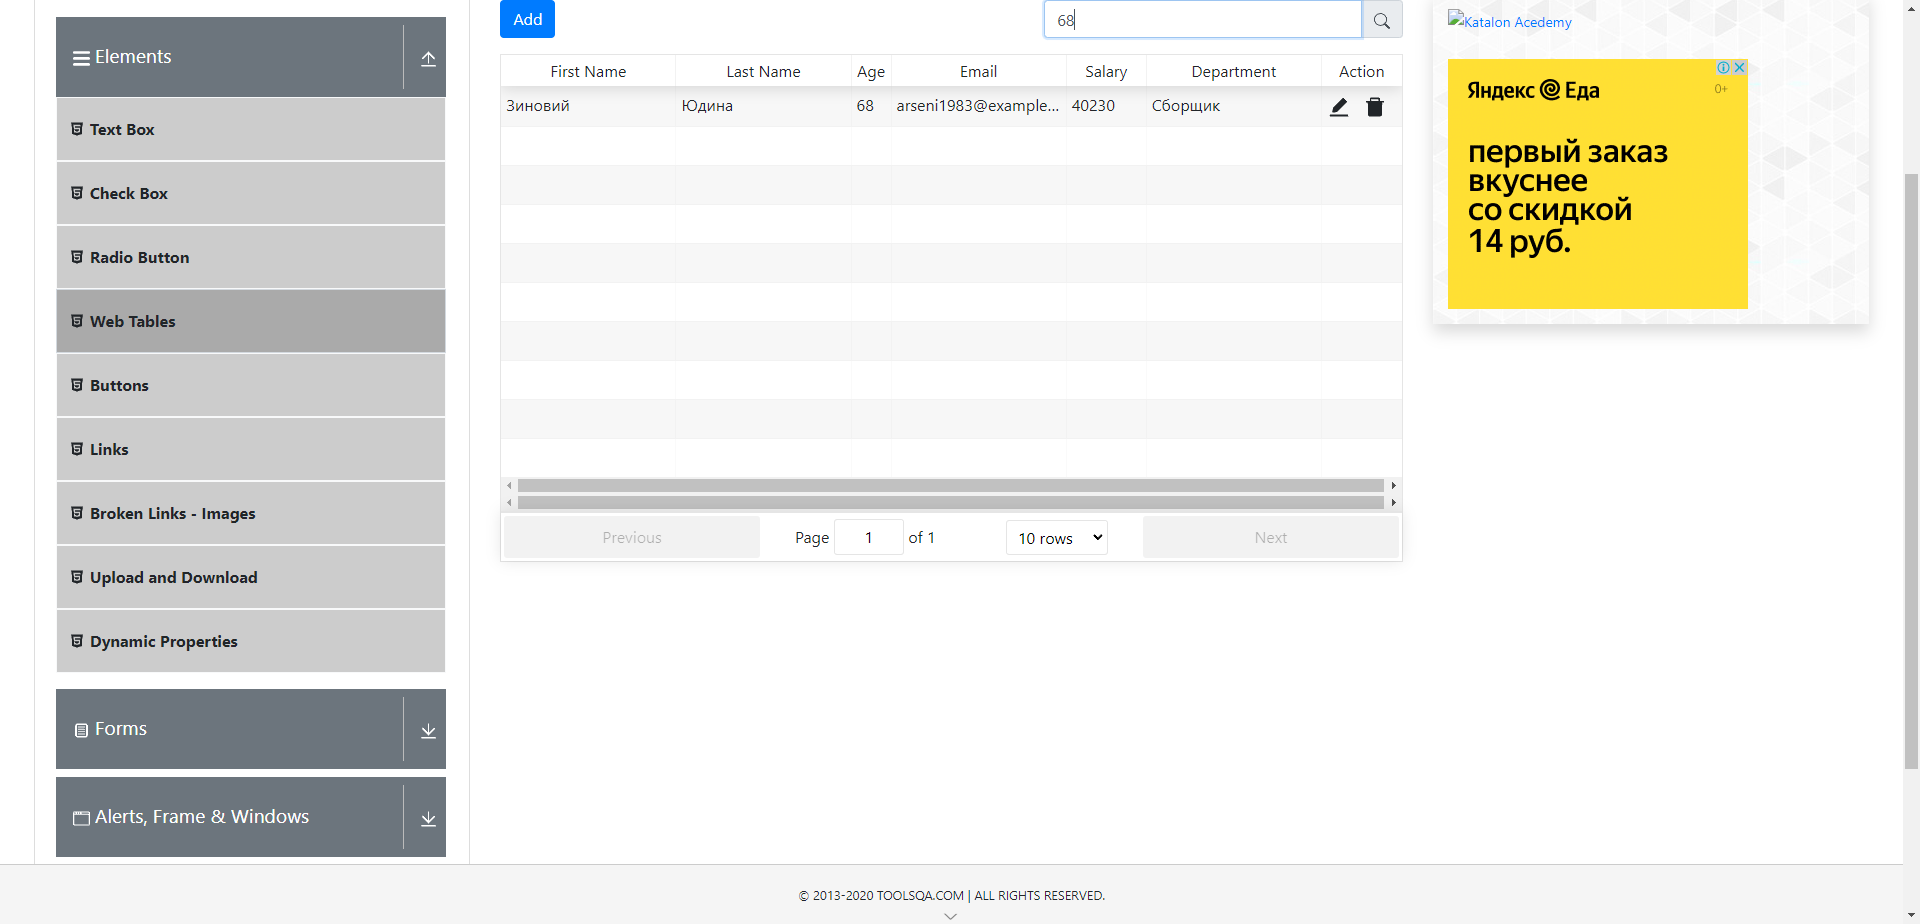 Elements
Text Box
Check Box
Radio Button
Web Tables
Buttons
Links
Broken Links - Images
Upload and Download
Dynamic Properties
Forms
Alerts, Frame & Windows
Add
68
First Name Last Name Age Email Salary Department Action
Зиновий Юдина 68 arseni1983@example... 40230 Сборщик
Previous Page 1 of 1 10 rows Next
Katalon Acedemy
Яндекс Еда
0+
первый заказ
вкуснее
со скидкой
14 руб.
© 2013-2020 TOOLSQA.COM | ALL RIGHTS RESERVED.